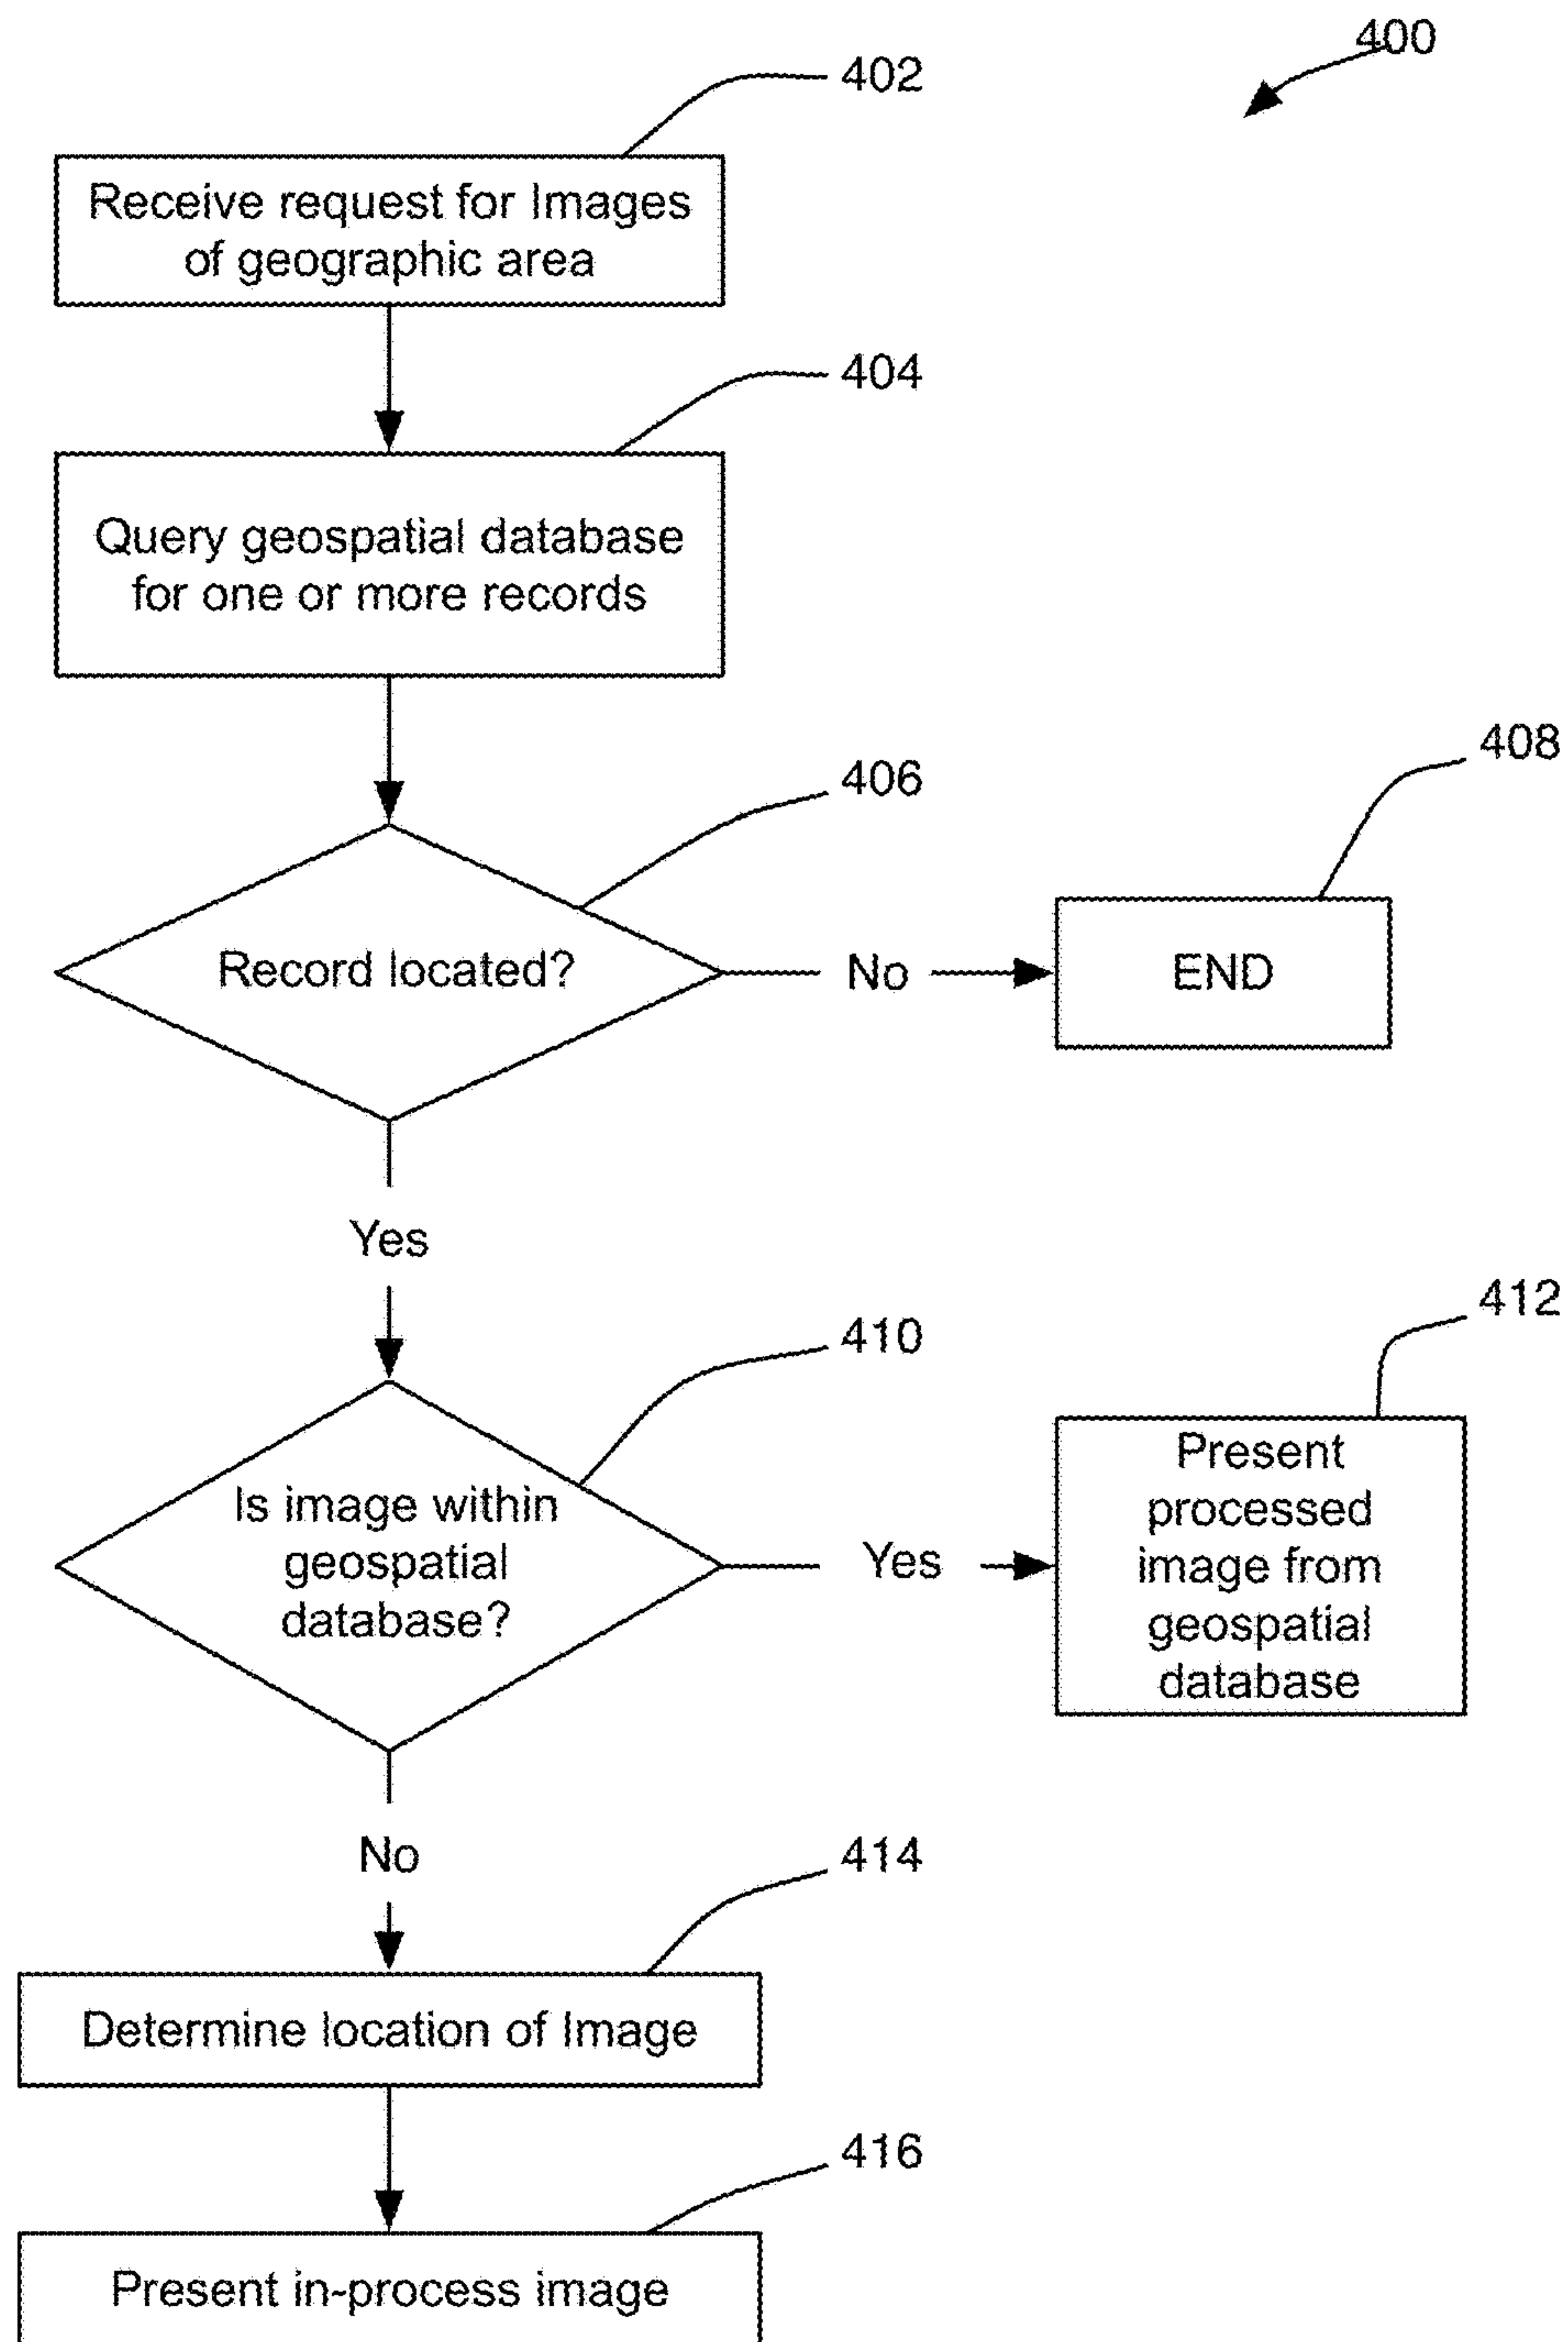 400
402
Receive request for Images
of geographic area
404
Query geospatial database
for one or more records
406
408
Record located?
No
END
Yes
410
412
Is image within
geospatial
database?
Yes
Present
processed
image from
geospatial
database
No
414
Determine location of Image
416
Present in-process image